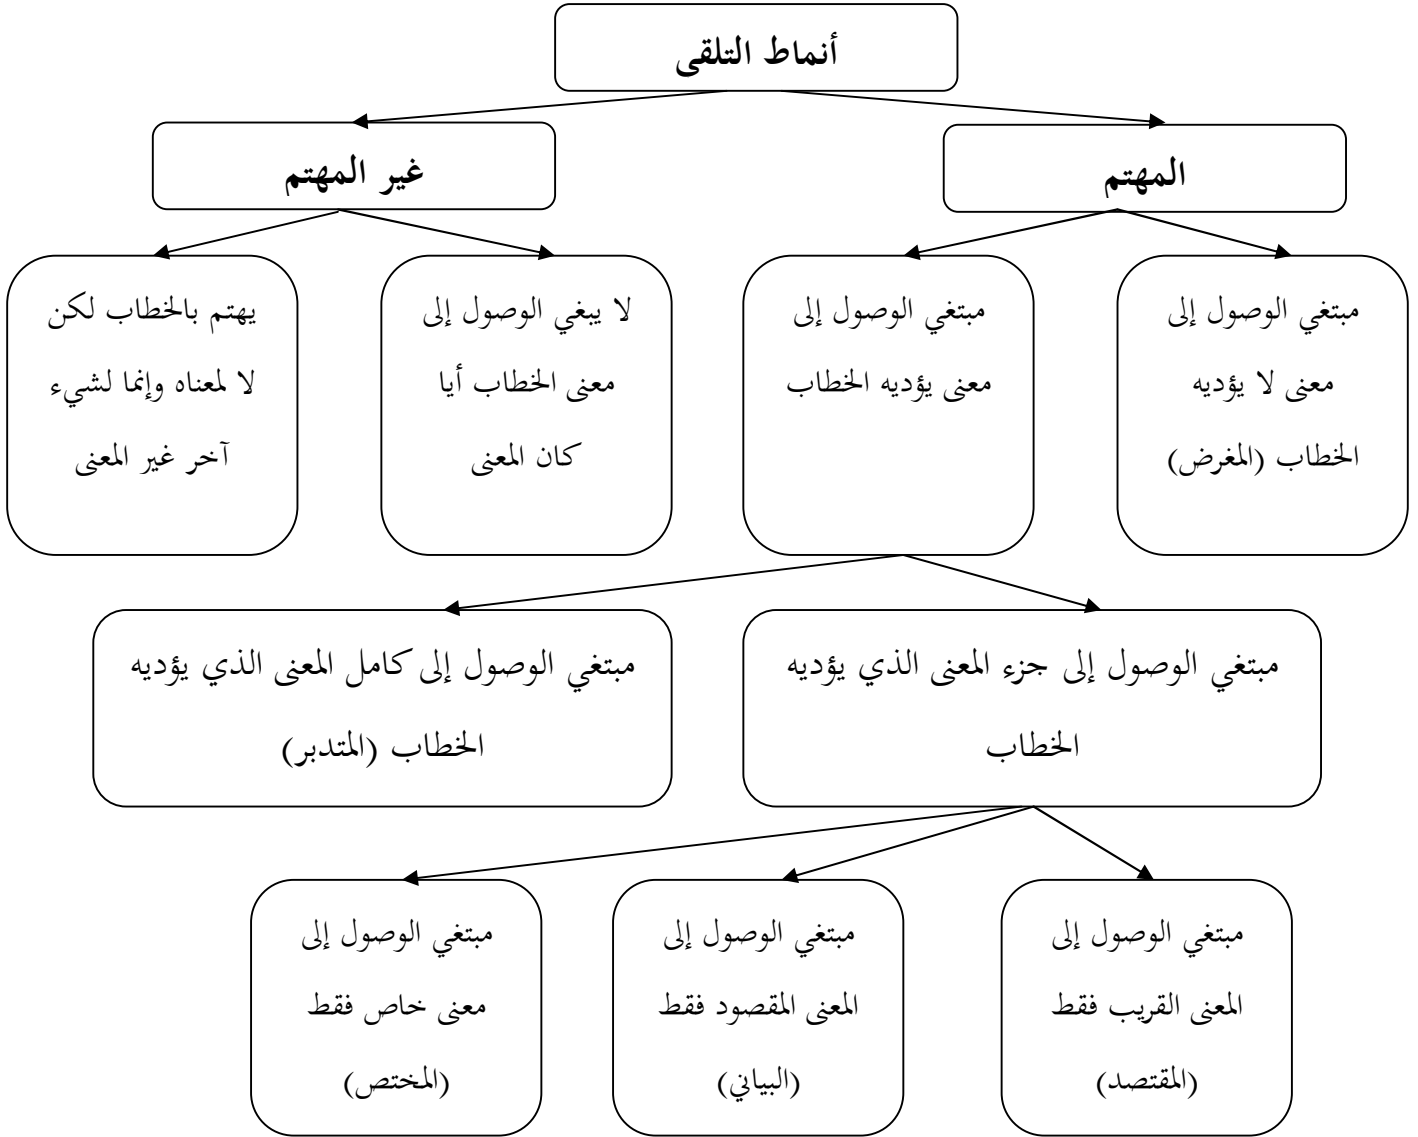 أنماط التلقى
المهتم
غير المهتم
مبتغي الوصول إلى
معنى لا يؤديه
الخطاب (المغرض)
مبتغي الوصول إلى
معنى يؤديه الخطاب
لا يبغي الوصول إلى
معنى الخطاب أيا
كان المعنى
يهتم بالخطاب لكن
لا لمعناه وإنما لشيء
آخر غير المعنى
مبتغي الوصول إلى جزء المعنى الذي يؤديه
الخطاب
مبتغي الوصول إلى كامل المعنى الذي يؤديه
الخطاب (المتدبر)
مبتغي الوصول إلى
المعنى القريب فقط
(المقتصد)
مبتغي الوصول إلى
المعنى المقصود فقط
(البياني)
مبتغي الوصول إلى
معنى خاص فقط
(المختص)